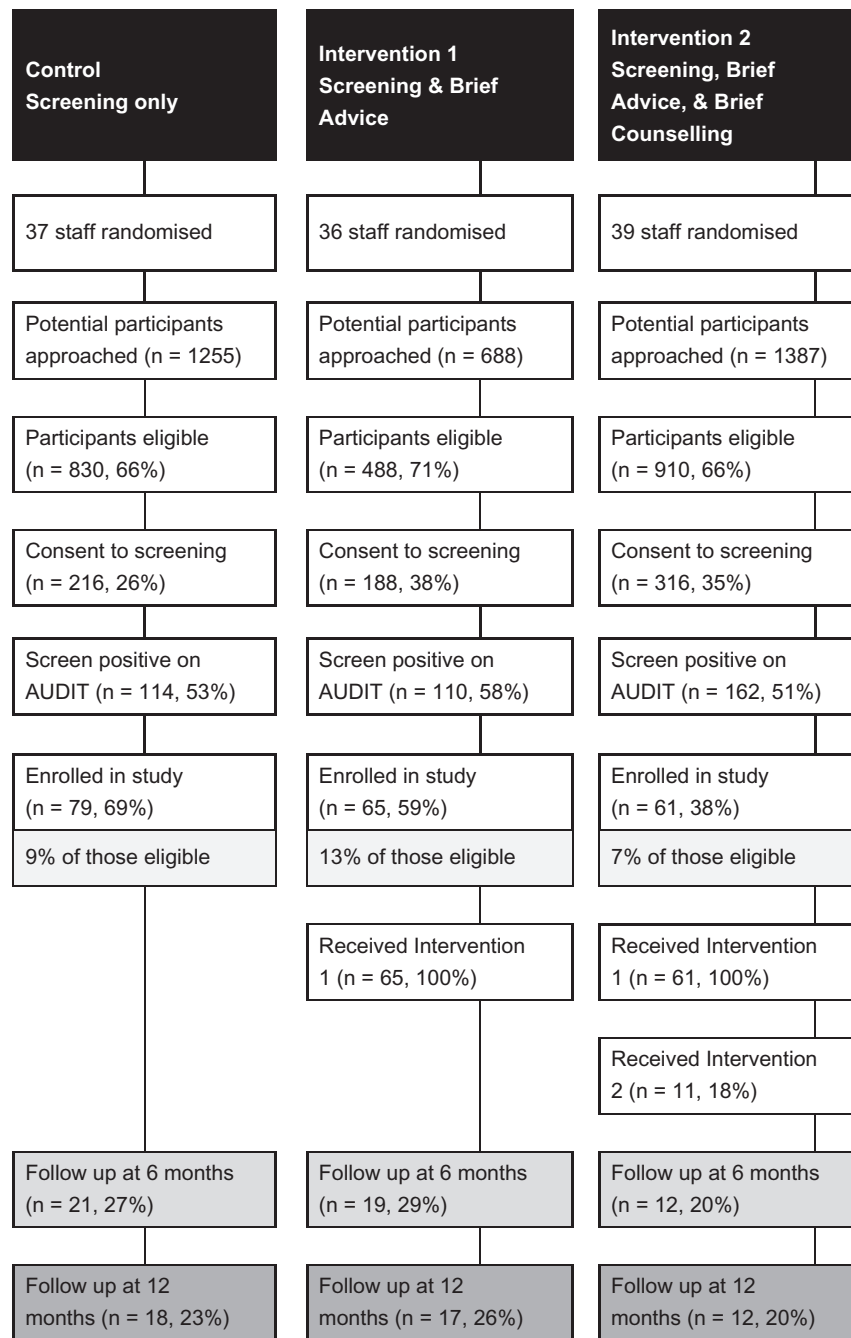 Control
Screening only
37 staff randomised
Potential participants
approached (n = 1255)
Participants eligible
(n = 830, 66%)
Consent to screening
(n = 216, 26%)
Screen positive on
AUDIT (n = 114, 53%)
Enrolled in study
(n = 79, 69%)
9% of those eligible
Follow up at 6 months
(n = 21, 27%)
Follow up at 12
months (n = 18, 23%)
Intervention 1
Screening & Brief
Advice
36 staff randomised
Potential participants
approached (n = 688)
Participants eligible
(n = 488, 71%)
Consent to screening
(n = 188, 38%)
Screen positive on
AUDIT (n = 110, 58%)
Enrolled in study
(n = 65, 59%)
13% of those eligible
Received Intervention
1 (n = 65, 100%)
Follow up at 6 months
(n = 19, 29%)
Follow up at 12
months (n = 17, 26%)
Intervention 2
Screening, Brief
Advice, & Brief
Counselling
39 staff randomised
Potential participants
approached (n = 1387)
Participants eligible
(n = 910, 66%)
Consent to screening
(n = 316, 35%)
Screen positive on
AUDIT (n = 162, 51%)
Enrolled in study
(n = 61, 38%)
7% of those eligible
Received Intervention
1 (n = 61, 100%)
Received Intervention
2 (n = 11, 18%)
Follow up at 6 months
(n = 12, 20%)
Follow up at 12
months (n = 12, 20%)